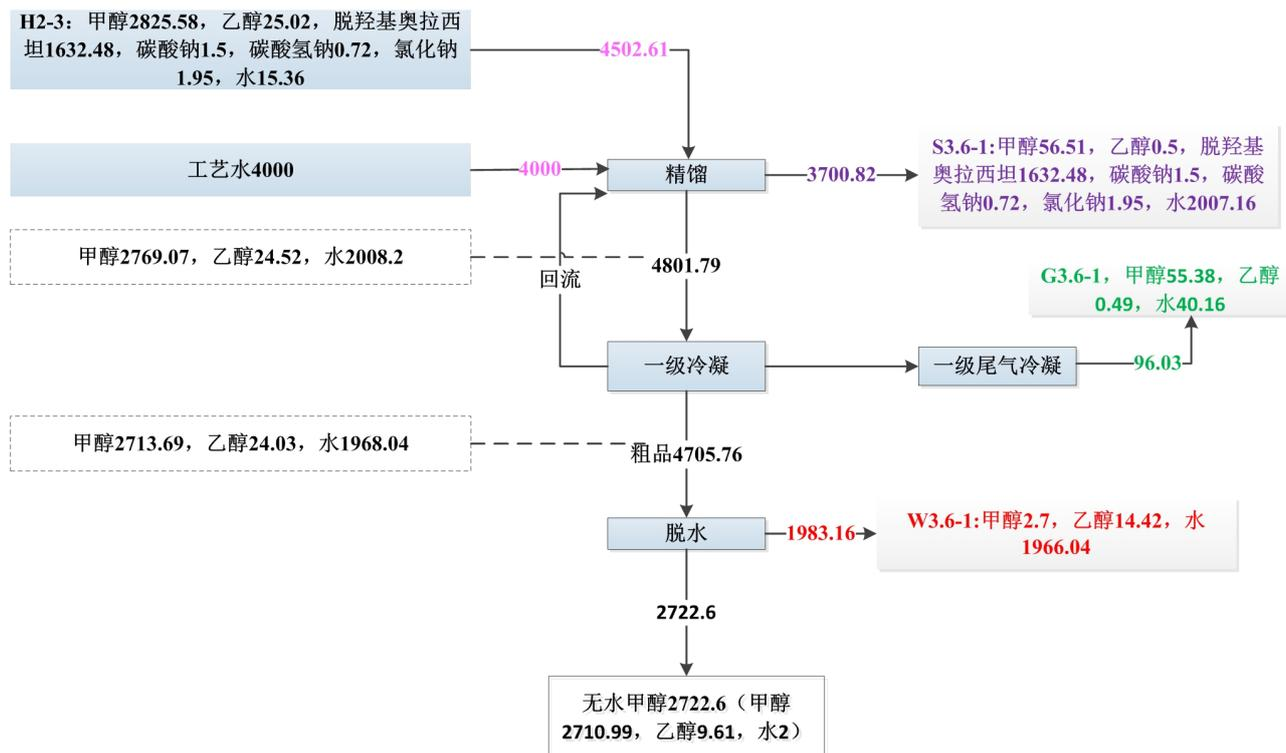 H2-3：甲醇2825.58，乙醇25.02，脱羟基奥拉西
坦1632.48，碳酸钠1.5，碳酸氢钠0.72，氯化钠
1.95，水15.36
4502.61
工艺水4000
4000
精馏
3700.82
S3.6-1:甲醇56.51，乙醇0.5，脱羟基
奥拉西坦1632.48，碳酸钠1.5，碳酸
氢钠0.72，氯化钠1.95，水2007.16
甲醇2769.07，乙醇24.52，水2008.2
4801.79
回流
G3.6-1，甲醇55.38，乙醇
0.49，水40.16
一级冷凝
一级尾气冷凝
96.03
甲醇2713.69，乙醇24.03，水1968.04
粗品4705.76
脱水
1983.16
W3.6-1:甲醇2.7，乙醇14.42，水
1966.04
2722.6
无水甲醇2722.6（甲醇
2710.99，乙醇9.61，水2）